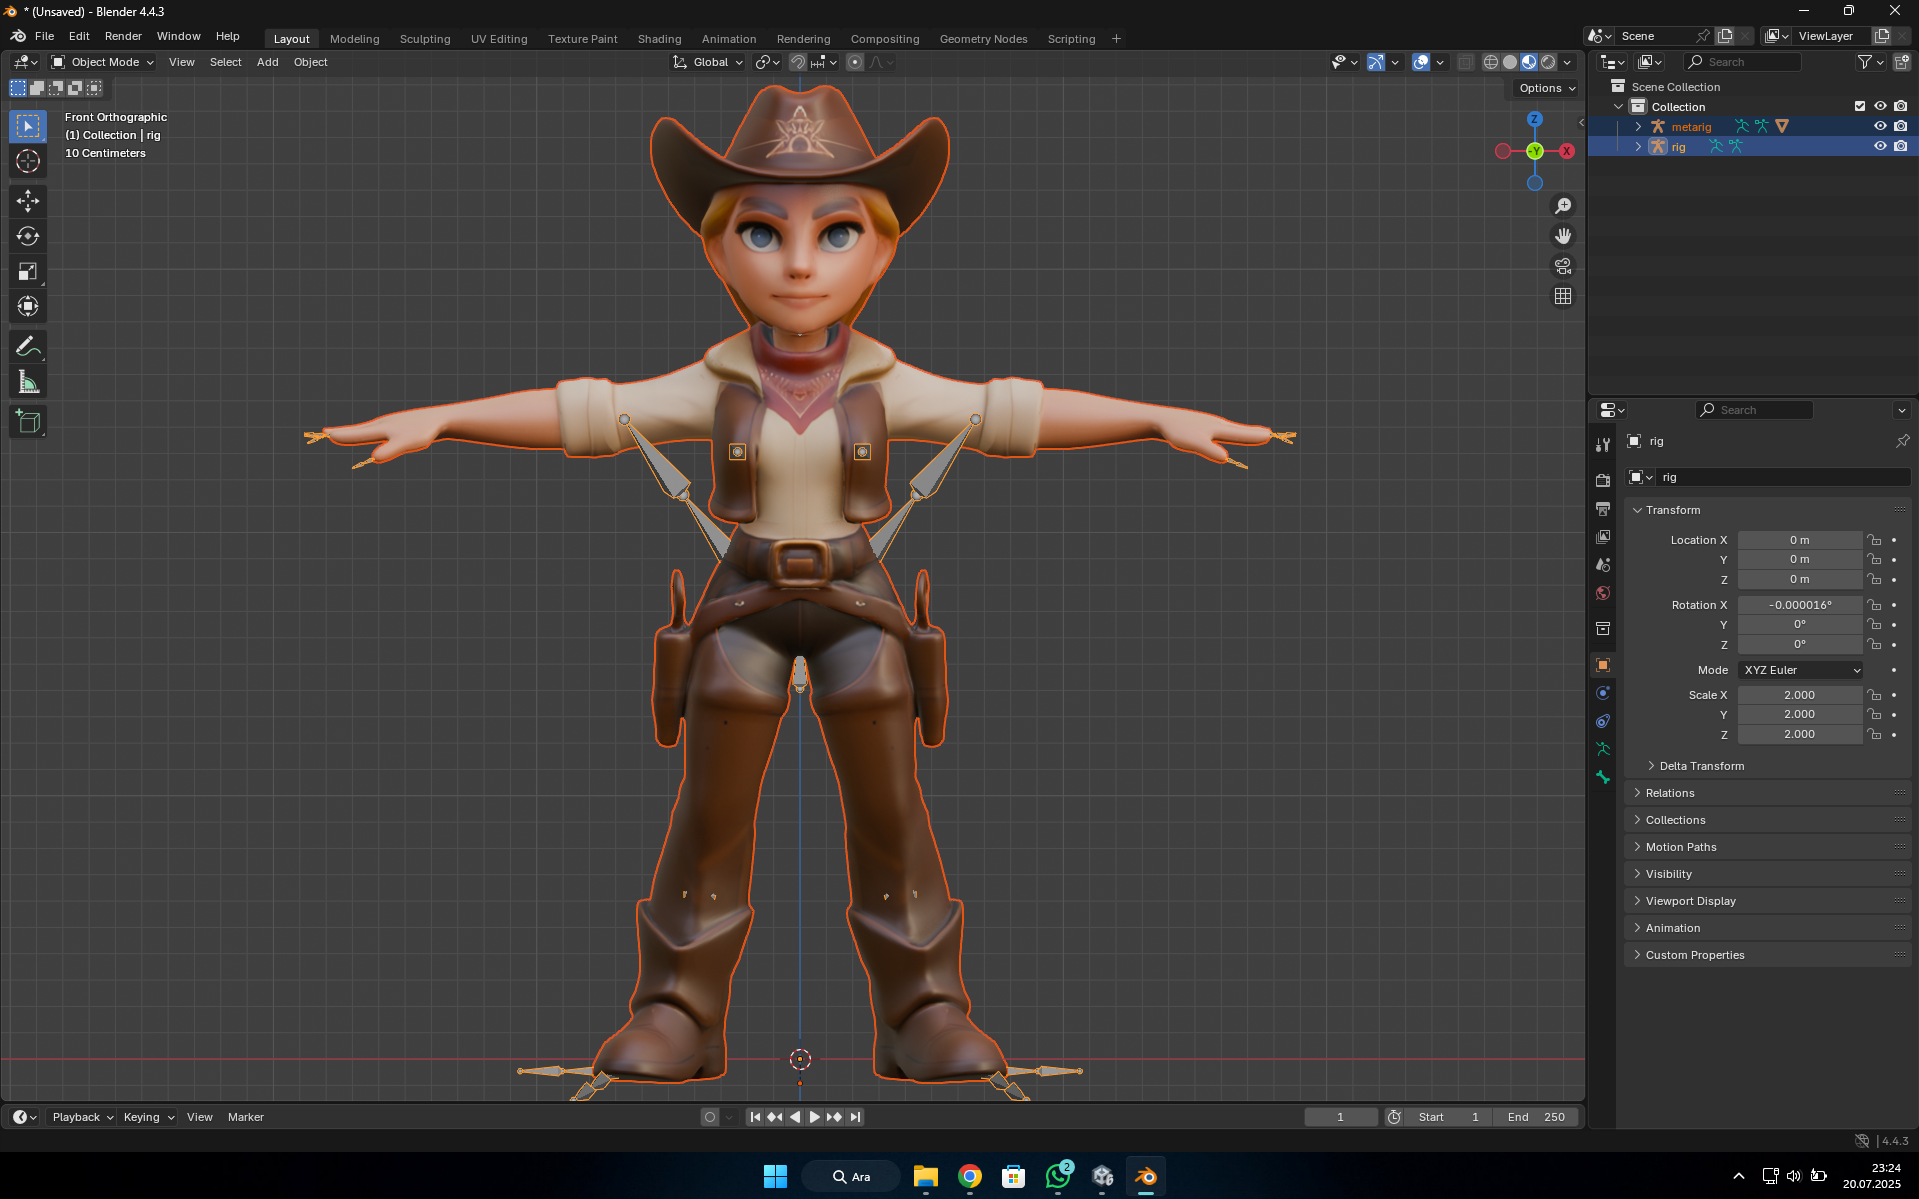 * (Unsaved) - Blender 4.4.3
File Edit Render Window Help
Layout Modeling Sculpting UV Editing Texture Paint Shading Animation Rendering Compositing Geometry Nodes Scripting +
Scene
ViewLayer
Object Mode View Select Add Object
Global
Search
Options
Front Orthographic
(1) Collection | rig
10 Centimeters
Z
-Y
X
Scene Collection
Collection
metarig
rig
Search
rig
rig
Transform
Location X 0 m
Y 0 m
Z 0 m
Rotation X -0.000016°
Y 0°
Z 0°
Mode XYZ Euler
Scale X 2.000
Y 2.000
Z 2.000
Delta Transform
Relations
Collections
Motion Paths
Visibility
Viewport Display
Animation
Custom Properties
Playback Keying View Marker
1 Start 1 End 250
4.4.3
Ara
2
23:24
20.07.2025